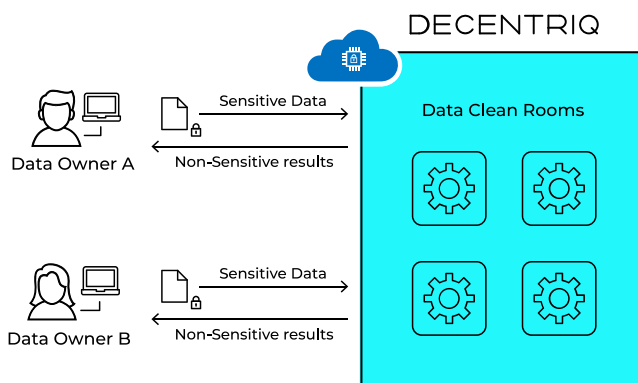 DECENTRIQ
Data Clean Rooms
Sensitive Data
Non-Sensitive results
Data Owner A
Sensitive Data
Non-Sensitive results
Data Owner B